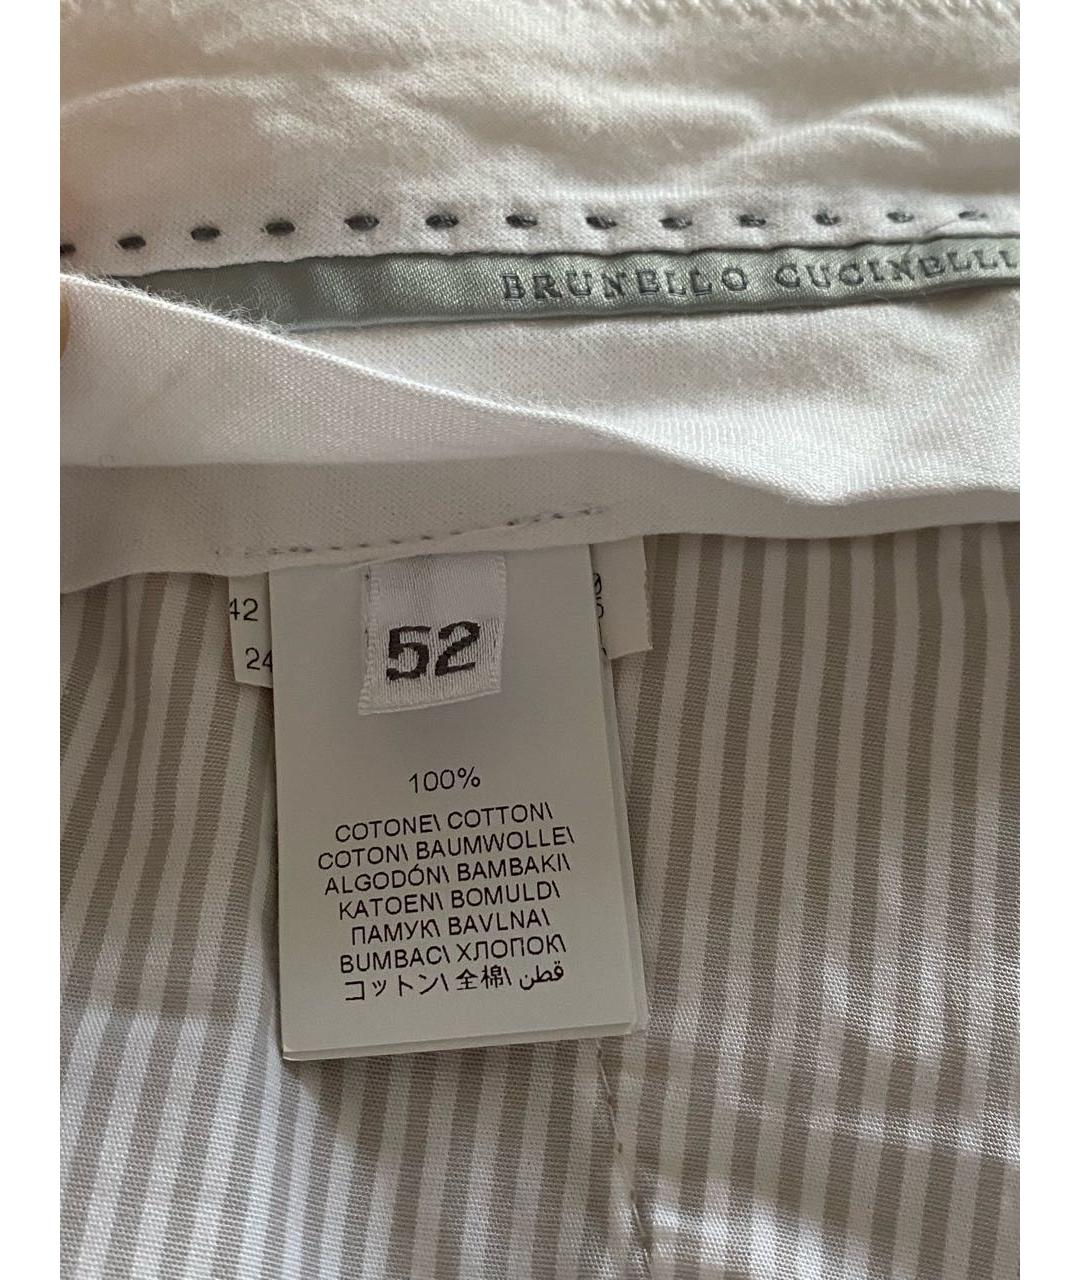 BRUNELLO CUCINELLI
42
24
52
100%
COTONE\ COTTON\
COTON\ BAUMWOLLE\
ALGODÓN\ BAMBAKI\
KATOEN\ BOMULD\
ПАМУК\ BAVLNA\
BUMBAC\ ХЛОПОК\
コットン\ 全棉\ قطن